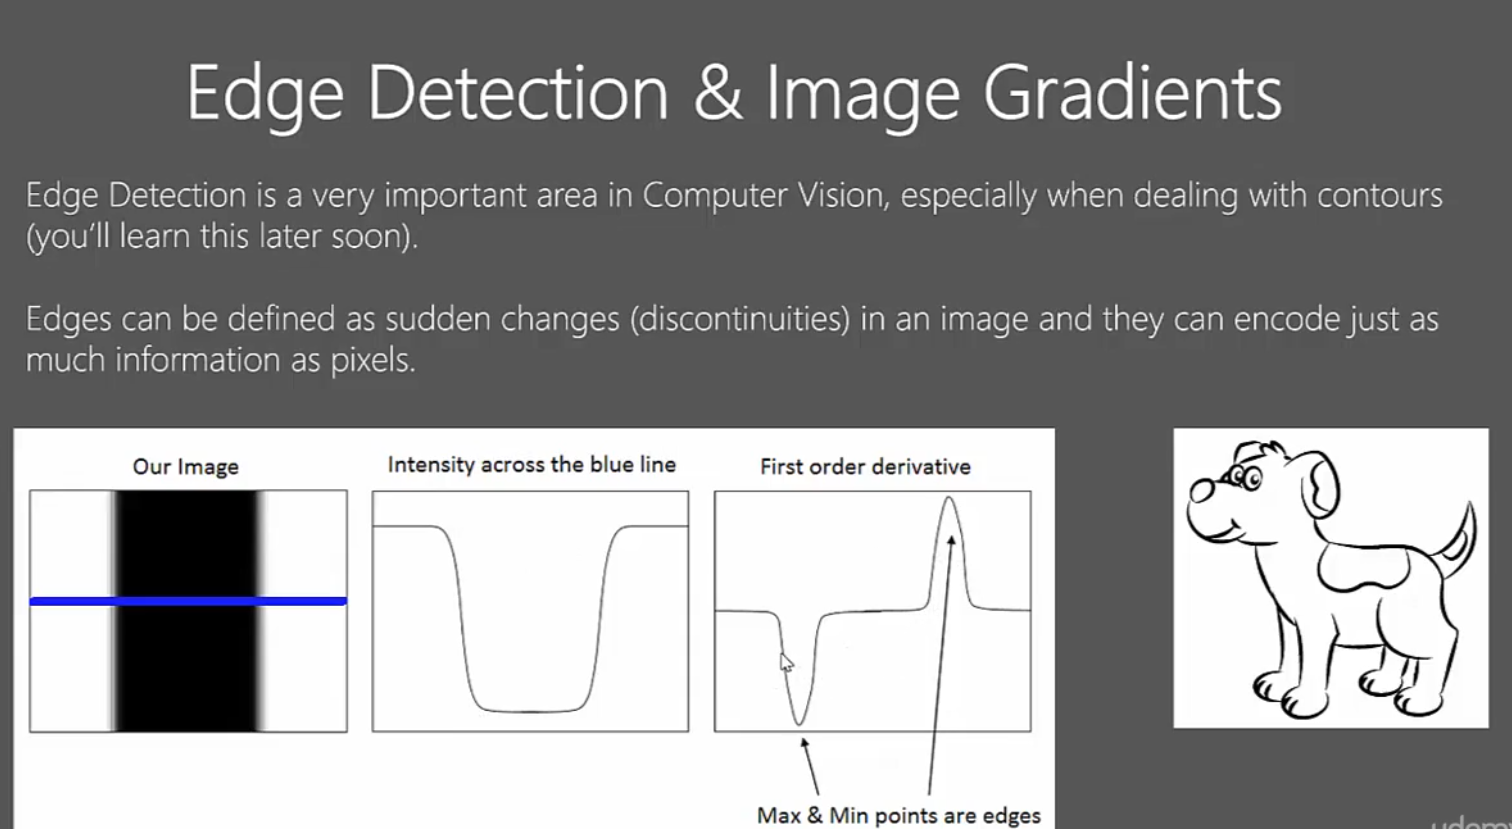 Edge Detection & Image Gradients
Edge Detection is a very important area in Computer Vision, especially when dealing with contours
(you'll learn this later soon).
Edges can be defined as sudden changes (discontinuities) in an image and they can encode just as
much information as pixels.
Our Image
Intensity across the blue line
First order derivative
Max & Min points are edges